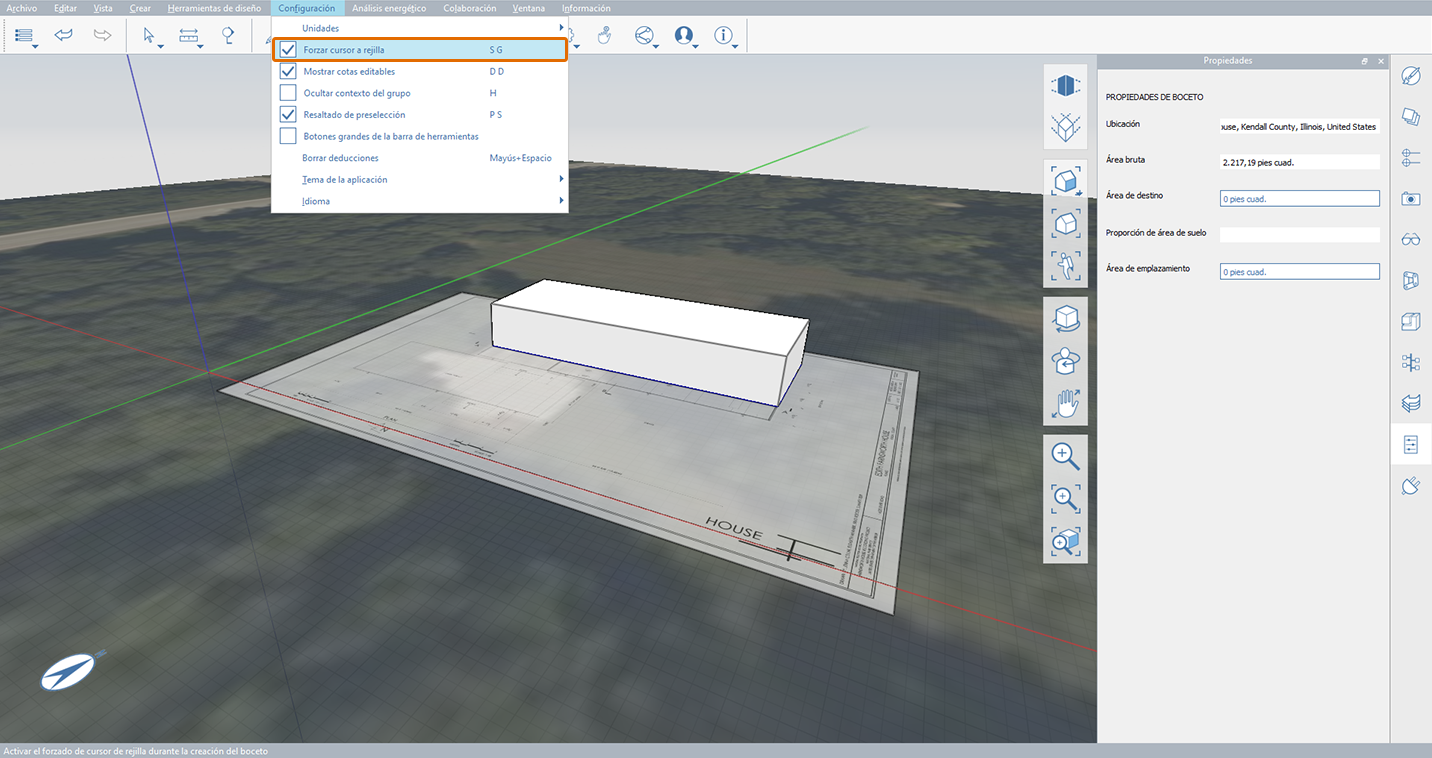 Archivo Editar Vista Crear Herramientas de diseño Configuración Análisis energético Colaboración Ventana Información
Unidades
Forzar cursor a rejilla S G
Mostrar cotas editables D D
Ocultar contexto del grupo H
Resaltado de preselección P S
Botones grandes de la barra de herramientas
Borrar deducciones Mayús+Espacio
Tema de la aplicación
Idioma
Propiedades
PROPIEDADES DE BOCETO
Ubicación use, Kendall County, Illinois, United States
Área bruta 2.217,19 pies cuad.
Área de destino 0 pies cuad.
Proporción de área de suelo
Área de emplazamiento 0 pies cuad.
HOUSE
Activar el forzado de cursor de rejilla durante la creación del boceto